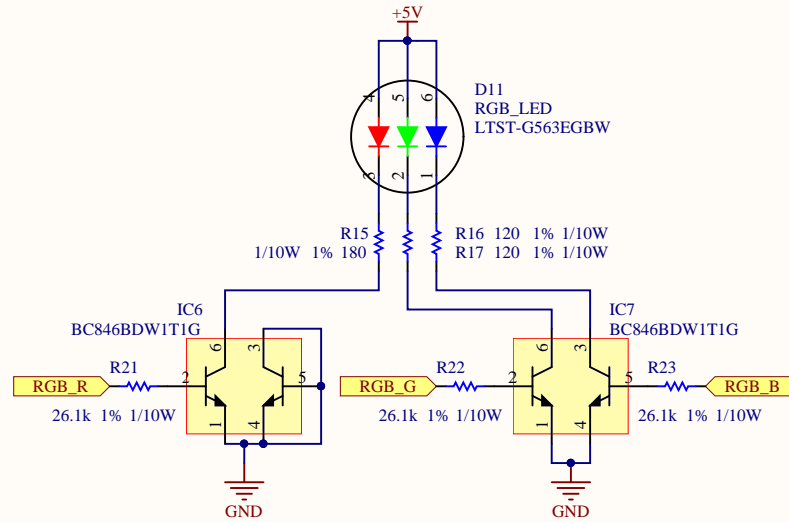 +5V
D11
RGB_LED
LTST-G563EGBW
4
5
6
3
2
1
R15
1/10W 1% 180
R16 120 1% 1/10W
R17 120 1% 1/10W
IC6
BC846BDW1T1G
IC7
BC846BDW1T1G
6
3
6
3
RGB_R
R21
2
5
RGB_G
R22
2
5
R23
RGB_B
26.1k 1% 1/10W
1
4
26.1k 1% 1/10W
1
4
26.1k 1% 1/10W
GND
GND